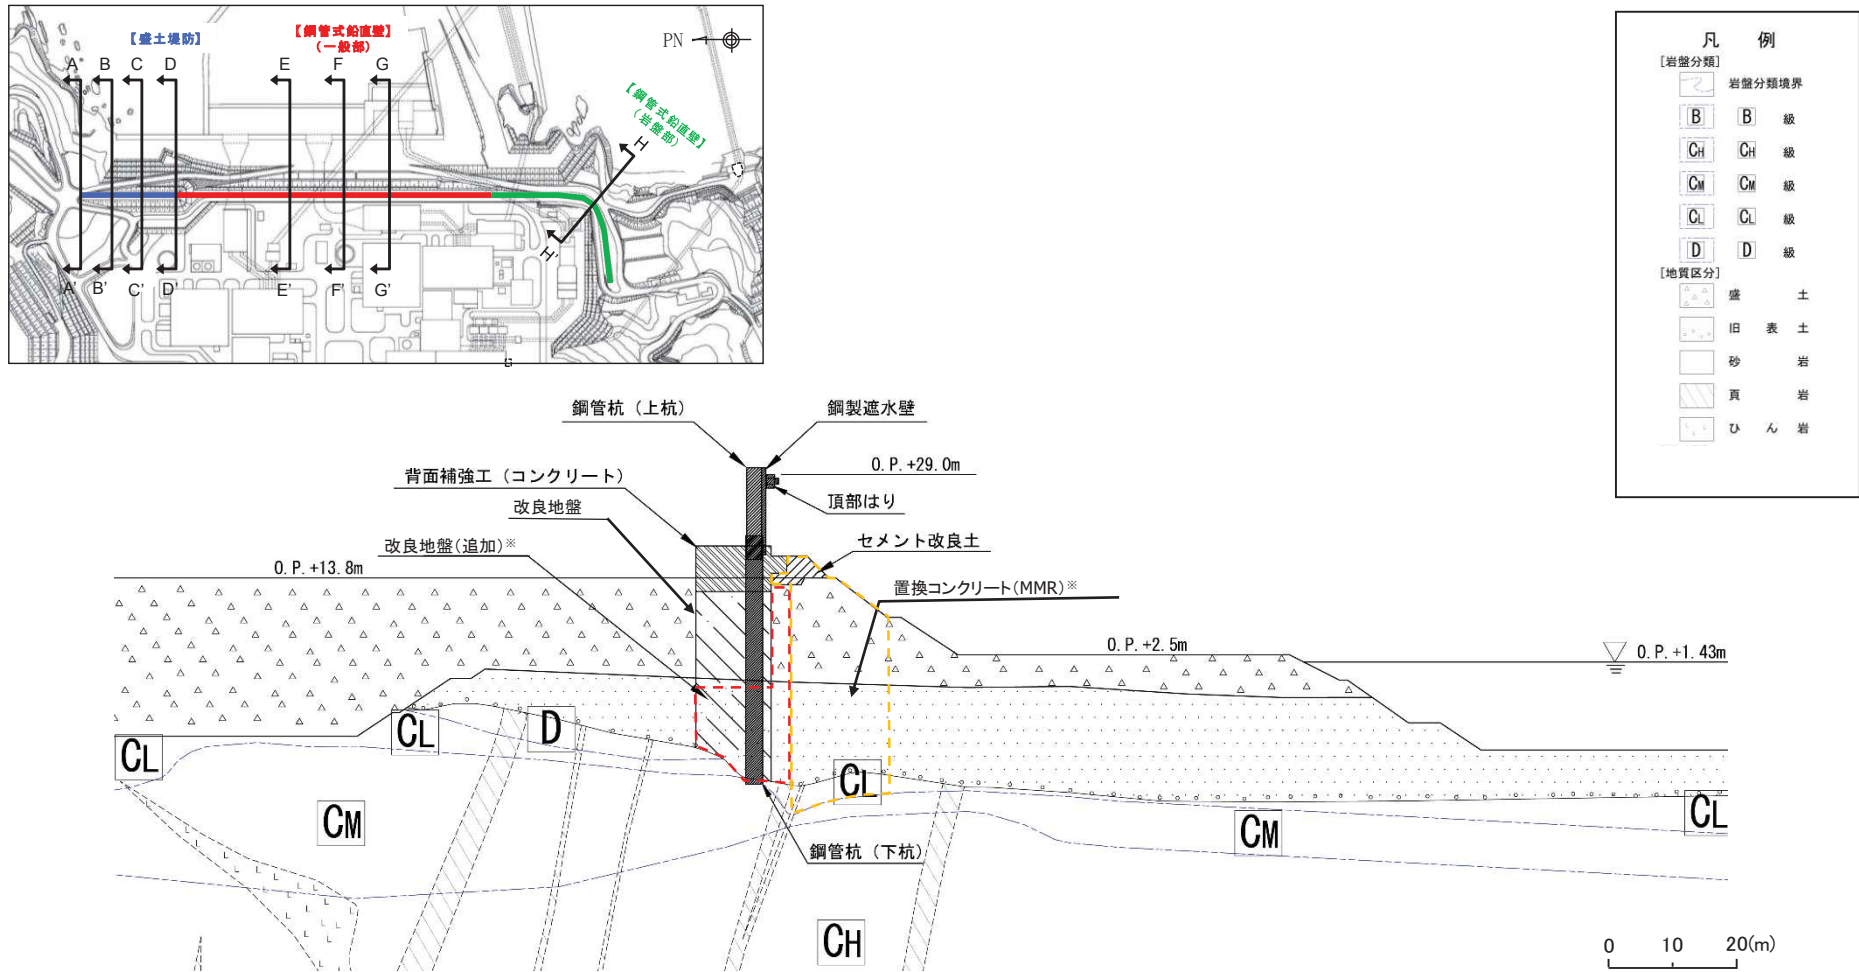 【盛土堤防】
【鋼管式鉛直壁】
(一般部)
PN
A
B
C
D
E
F
G
【鋼管式鉛直壁】
(岩盤部)
H
H'
A'
B'
C'
D'
E'
F'
G'
凡 例
[岩盤分類]
岩盤分類境界
B B 級
CH CH 級
CM CM 級
CL CL 級
D D 級
[地質区分]
盛 土
旧 表 土
砂 岩
頁 岩
ひ ん 岩
鋼管杭（上杭）
鋼製遮水壁
O.P.+29.0m
背面補強工（コンクリート）
頂部はり
改良地盤
セメント改良土
改良地盤(追加)※
O.P.+13.8m
置換コンクリート(MMR)※
O.P.+2.5m
O.P.+1.43m
CL
CL
D
CL
CL
CM
CM
鋼管杭（下杭）
CH
0 10 20(m)